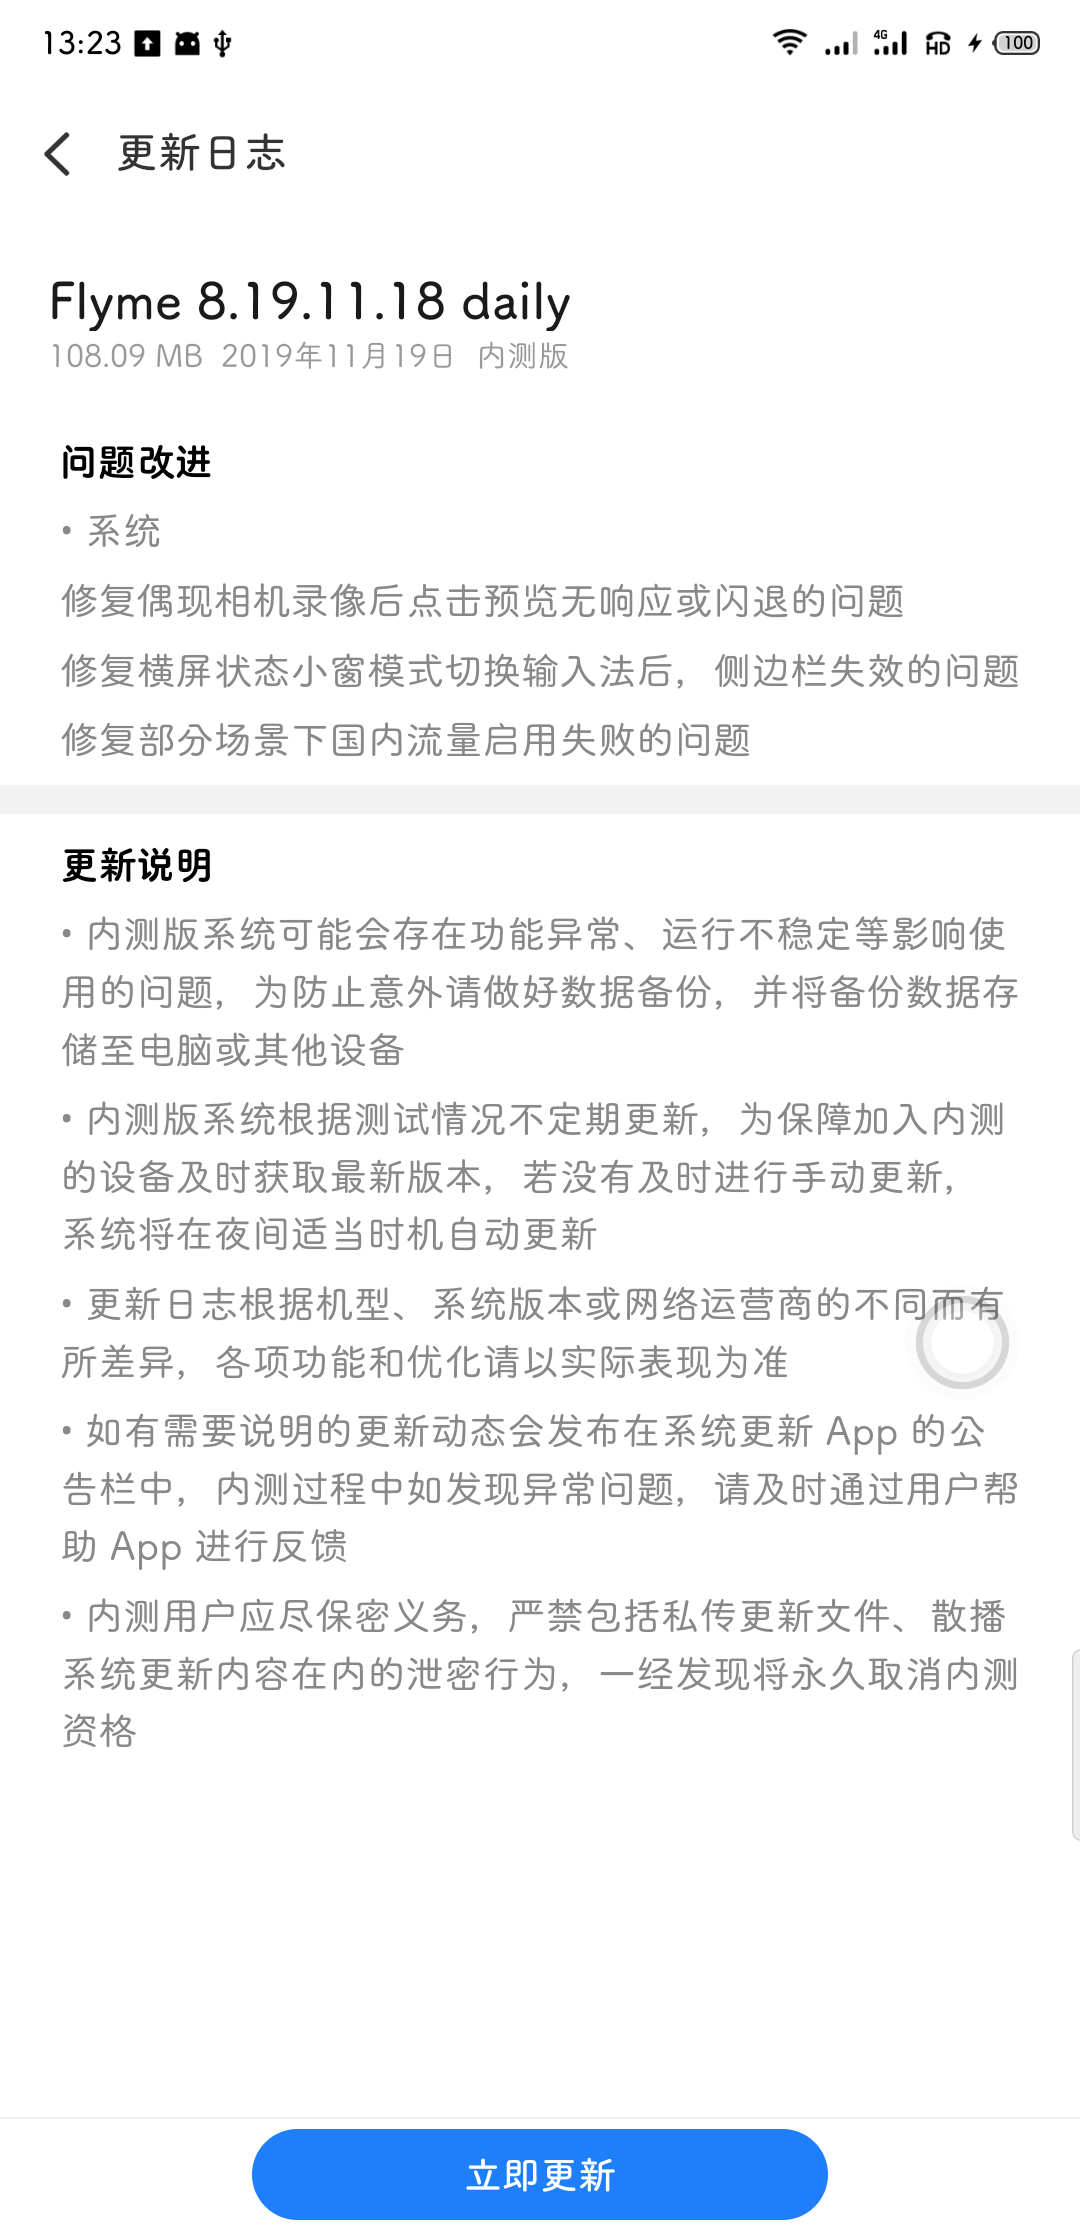 13:23
4G HD 100
更新日志
Flyme 8.19.11.18 daily
108.09 MB 2019年11月19日 内测版
问题改进
• 系统
修复偶现相机录像后点击预览无响应或闪退的问题
修复横屏状态小窗模式切换输入法后，侧边栏失效的问题
修复部分场景下国内流量启用失败的问题
更新说明
• 内测版系统可能会存在功能异常、运行不稳定等影响使
用的问题，为防止意外请做好数据备份，并将备份数据存
储至电脑或其他设备
• 内测版系统根据测试情况不定期更新，为保障加入内测
的设备及时获取最新版本，若没有及时进行手动更新，
系统将在夜间适当时机自动更新
• 更新日志根据机型、系统版本或网络运营商的不同而有
所差异，各项功能和优化请以实际表现为准
• 如有需要说明的更新动态会发布在系统更新 App 的公
告栏中，内测过程中如发现异常问题，请及时通过用户帮
助 App 进行反馈
• 内测用户应尽保密义务，严禁包括私传更新文件、散播
系统更新内容在内的泄密行为，一经发现将永久取消内测
资格
立即更新